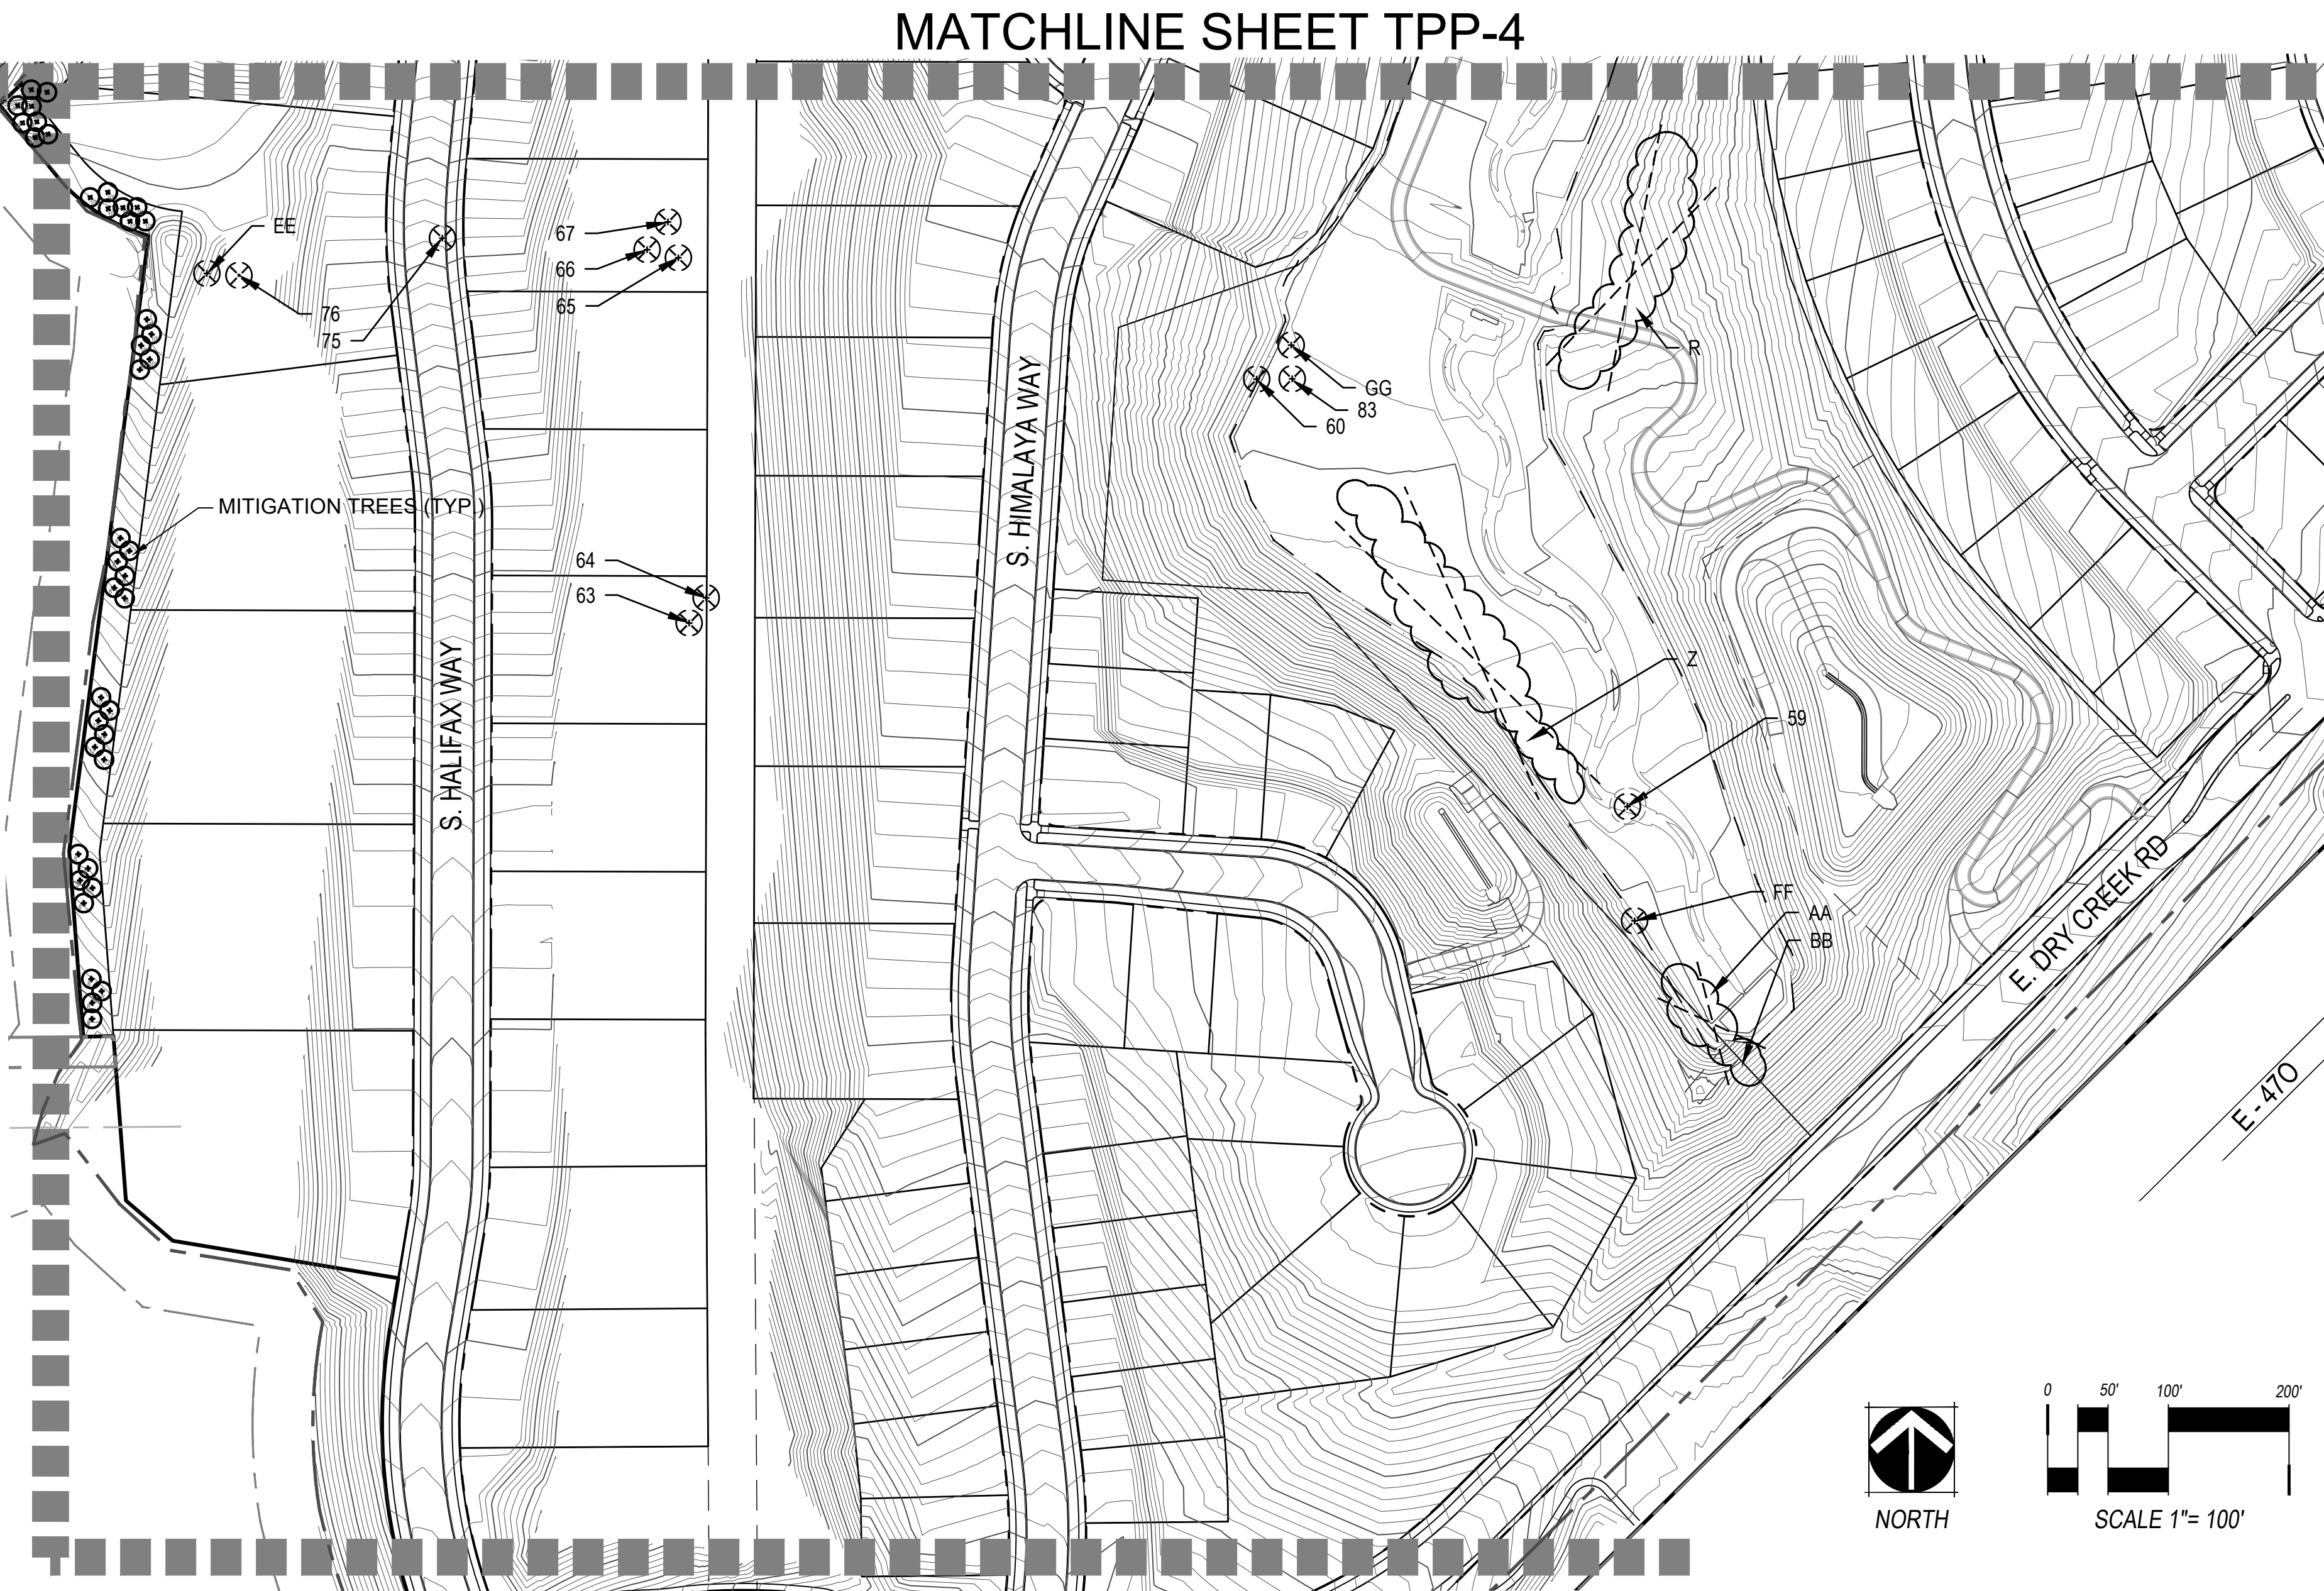 MATCHLINE SHEET TPP-4
EE
67
66
76
65
75
R
GG
83
60
MITIGATION TREES (TYP.)
S. HIMALAYA WAY
64
63
S. HALIFAX WAY
Z
59
FF
AA
BB
E. DRY CREEK RD
E - 470
0 50' 100' 200'
NORTH
SCALE 1"= 100'